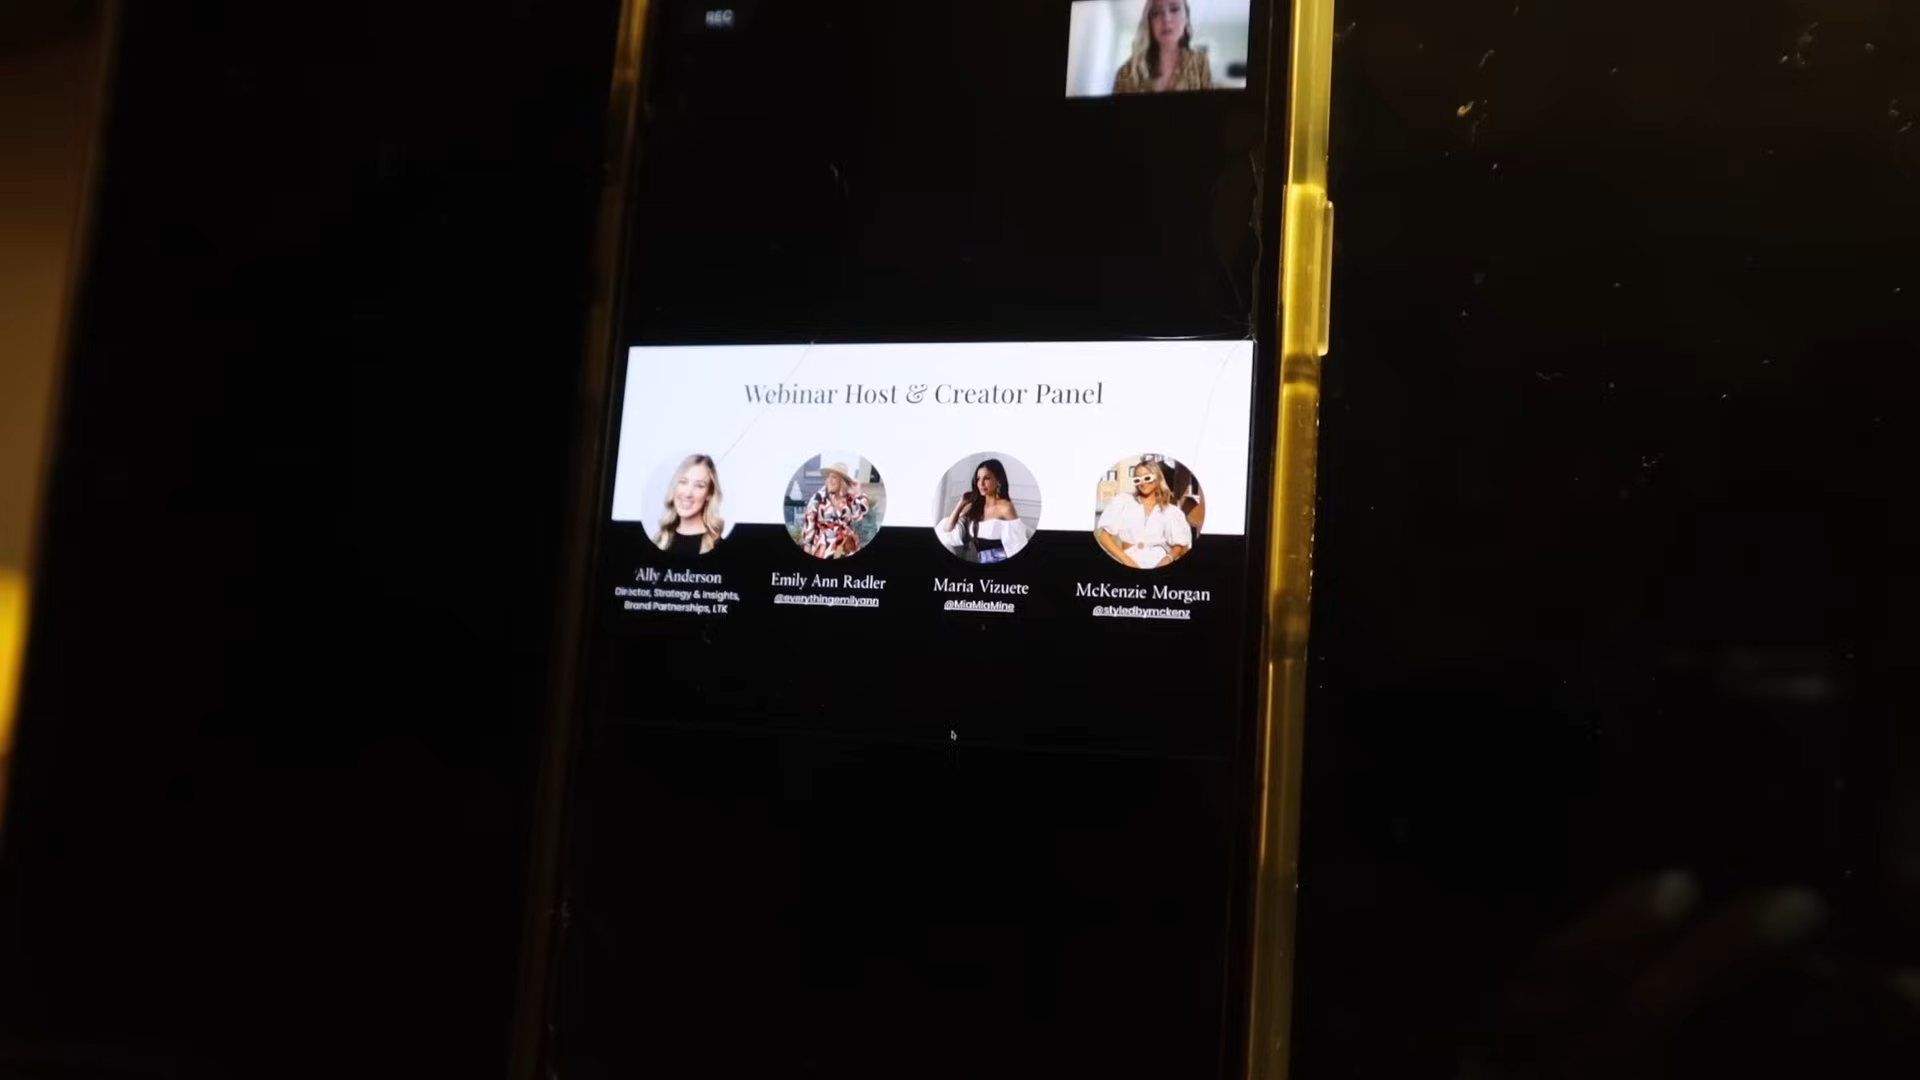 REC
Webinar Host & Creator Panel
Ally Anderson
Director, Strategy & Insights,
Brand Partnerships, LTK
Emily Ann Radler
@everythingemilyann
Maria Vizuete
@MiaMiaMine
McKenzie Morgan
@styledbymckenz